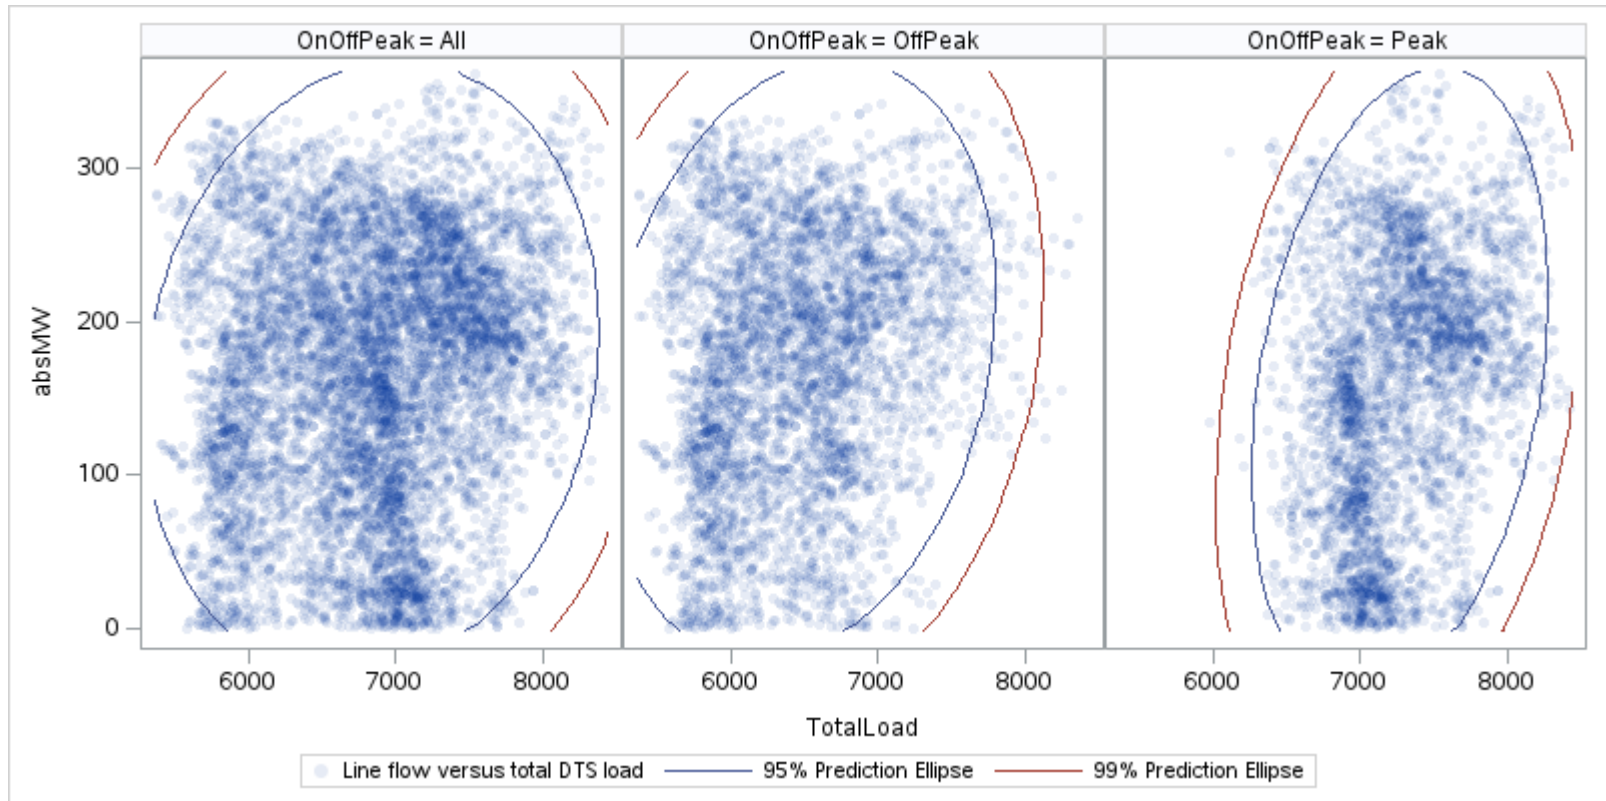 OnOffPeak = All
OnOffPeak = OffPeak
OnOffPeak = Peak
absMW
300
200
100
0
6000 7000 8000
6000 7000 8000
6000 7000 8000
TotalLoad
Line flow versus total DTS load
95% Prediction Ellipse
99% Prediction Ellipse